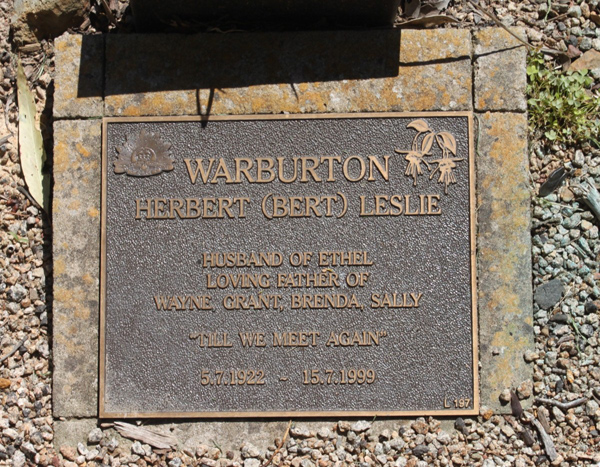 WARBURTON
HERBERT (BERT) LESLIE
HUSBAND OF ETHEL
LOVING FATHER OF
WAYNE, GRANT, BRENDA, SALLY
"TILL WE MEET AGAIN"
5.7.1922 ~ 15.7.1999
L 197